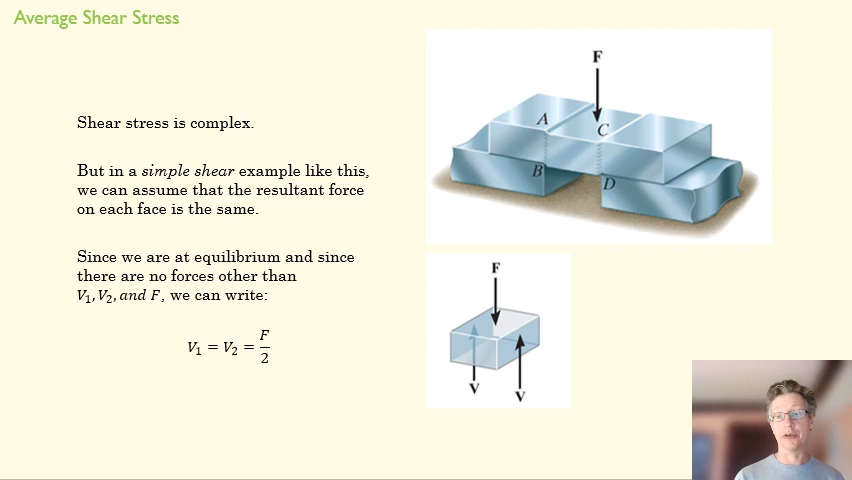 Average Shear Stress
Shear stress is complex.
But in a simple shear example like this,
we can assume that the resultant force
on each face is the same.
Since we are at equilibrium and since
there are no forces other than
V₁, V₂, and F, we can write:
V₁ = V₂ = F/2
F
A
C
B
D
F
V
V